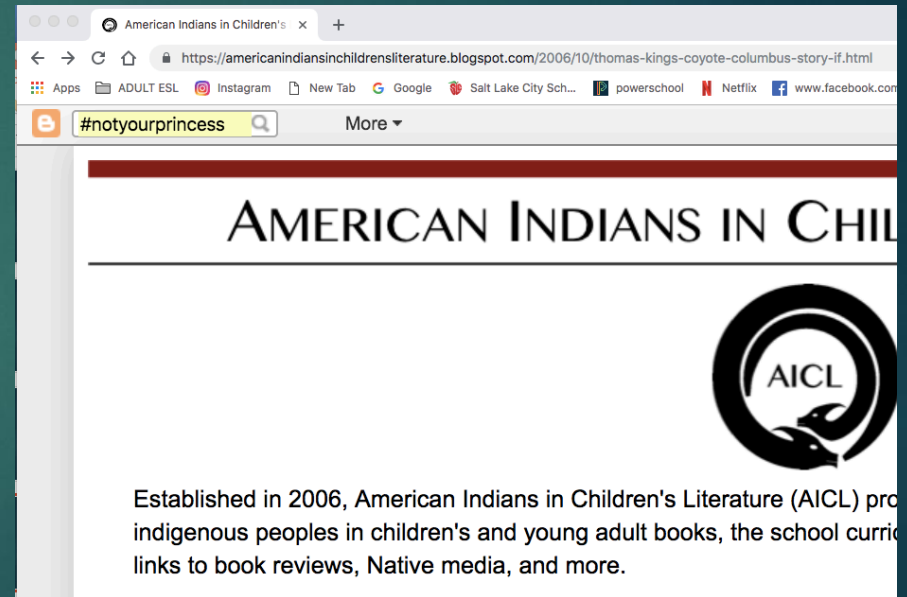 American Indians in Children's
https://americanindiansinchildrensliterature.blogspot.com/2006/10/thomas-kings-coyote-columbus-story-if.html
Apps ADULT ESL Instagram New Tab Google Salt Lake City Sch... powerschool Netflix www.facebook.com
#notyourprincess More
AMERICAN INDIANS IN CHIL
AICL
Established in 2006, American Indians in Children's Literature (AICL) pro
indigenous peoples in children's and young adult books, the school curric
links to book reviews, Native media, and more.